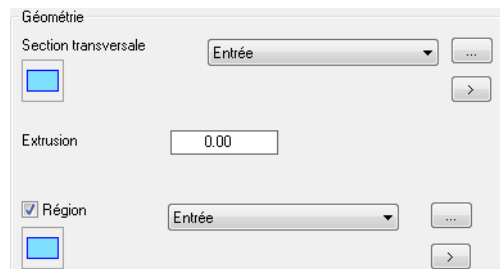 Géométrie
Section transversale Entrée ...
>
Extrusion 0.00
Région Entrée ...
>